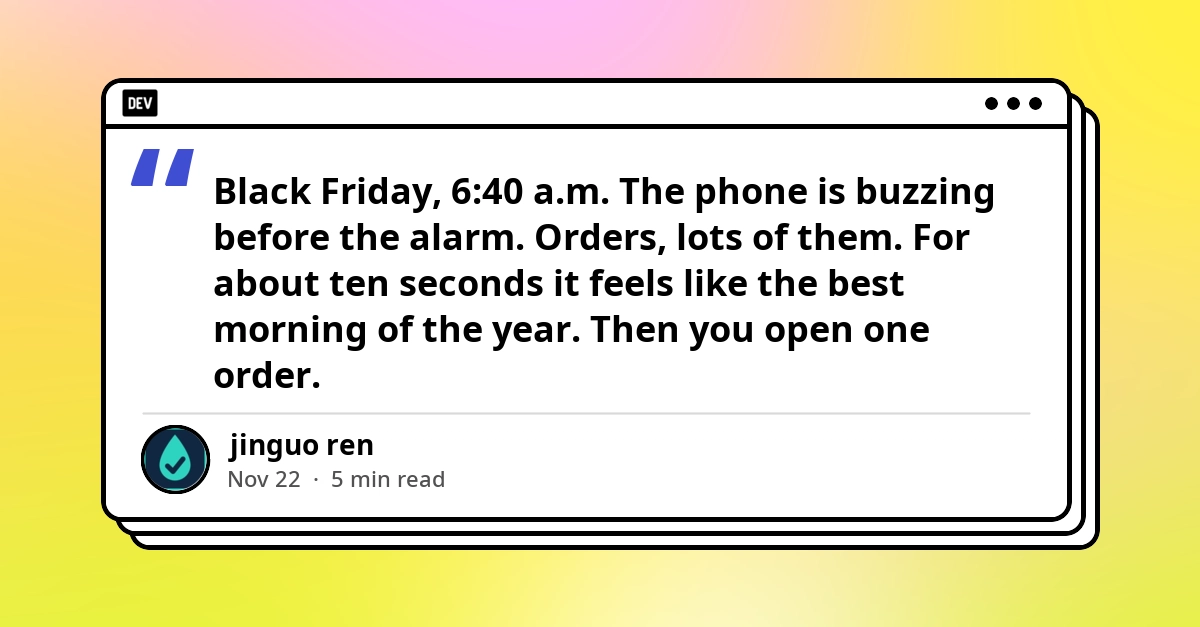 DEV
“
Black Friday, 6:40 a.m. The phone is buzzing
before the alarm. Orders, lots of them. For
about ten seconds it feels like the best
morning of the year. Then you open one
order.
jinguo ren
Nov 22 · 5 min read